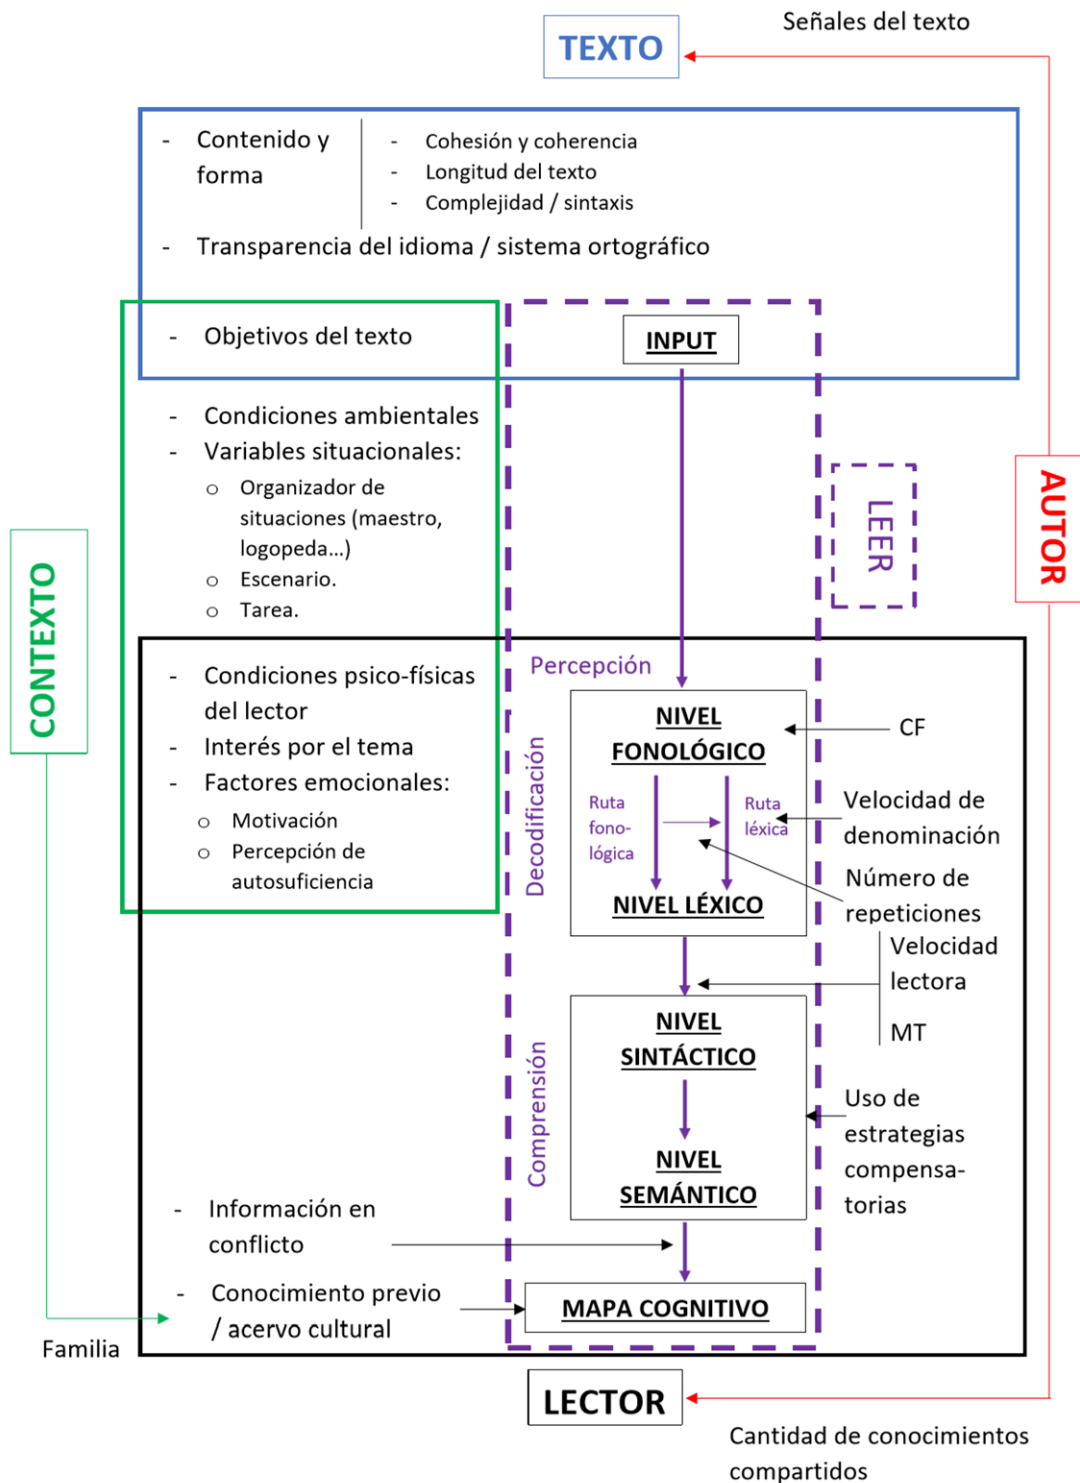 Señales del texto
TEXTO
- Contenido y
forma
- Cohesión y coherencia
- Longitud del texto
- Complejidad / sintaxis
- Transparencia del idioma / sistema ortográfico
- Objetivos del texto
INPUT
- Condiciones ambientales
- Variables situacionales:
o Organizador de
situaciones (maestro,
logopeda...)
o Escenario.
o Tarea.
LEER
AUTOR
CONTEXTO
- Condiciones psico-físicas
del lector
- Interés por el tema
- Factores emocionales:
o Motivación
o Percepción de
autosuficiencia
Percepción
Decodificación
NIVEL
FONOLÓGICO
CF
Ruta
fono-
lógica
Ruta
léxica
Velocidad de
denominación
NIVEL LÉXICO
Número de
repeticiones
Velocidad
lectora
MT
Comprensión
NIVEL
SINTÁCTICO
NIVEL
SEMÁNTICO
Uso de
estrategias
compensa-
torias
- Información en
conflicto
- Conocimiento previo
/ acervo cultural
MAPA COGNITIVO
Familia
LECTOR
Cantidad de conocimientos
compartidos